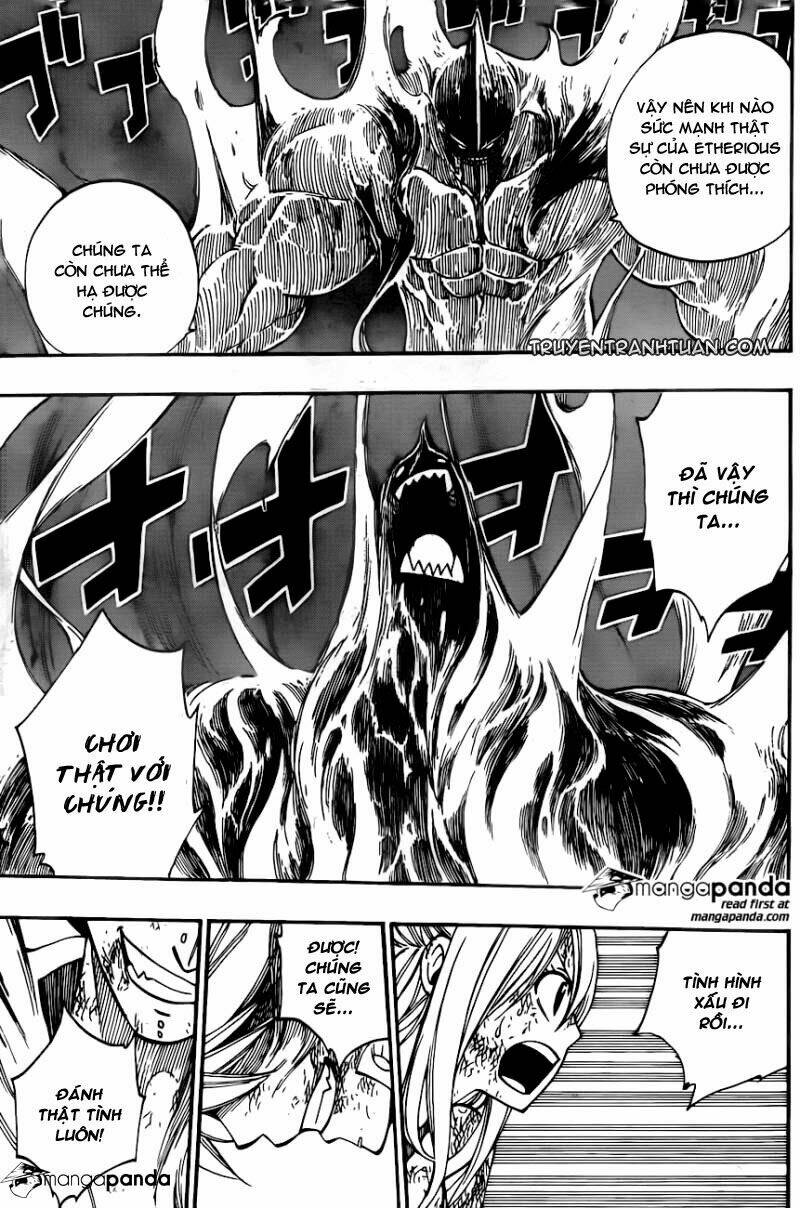 VẬY NÊN KHI NÀO
SỨC MẠNH THẬT
SỰ CỦA ETHERIOUS
CÒN CHƯA ĐƯỢC
PHÓNG THÍCH...
CHÚNG TA
CÒN CHƯA THỂ
HẠ ĐƯỢC
CHÚNG.
TRUYENTRANHTUAN.COM
ĐÃ VẬY
THÌ CHÚNG
TA...
CHƠI
THẬT VỚI
CHÚNG!!
mangapanda
read first at
mangapanda.com
TÌNH HÌNH
XẤU ĐI
RỒI...
ĐƯỢC!
CHÚNG
TA CŨNG
SẼ...
ĐÁNH
THẬT TÌNH
LUÔN!
mangapanda